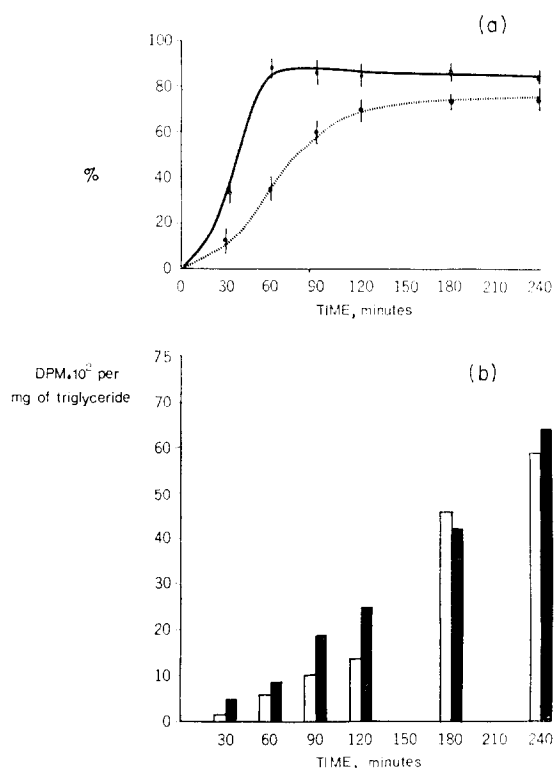 (a)
100
80
60
%
40
20
0
0 30 60 90 120 150 180 210 240
TIME, minutes
(b)
DPM.10² per
mg of triglyceride
75
70
60
50
40
30
20
10
0
30 60 90 120 150 180 210 240
TIME, minutes